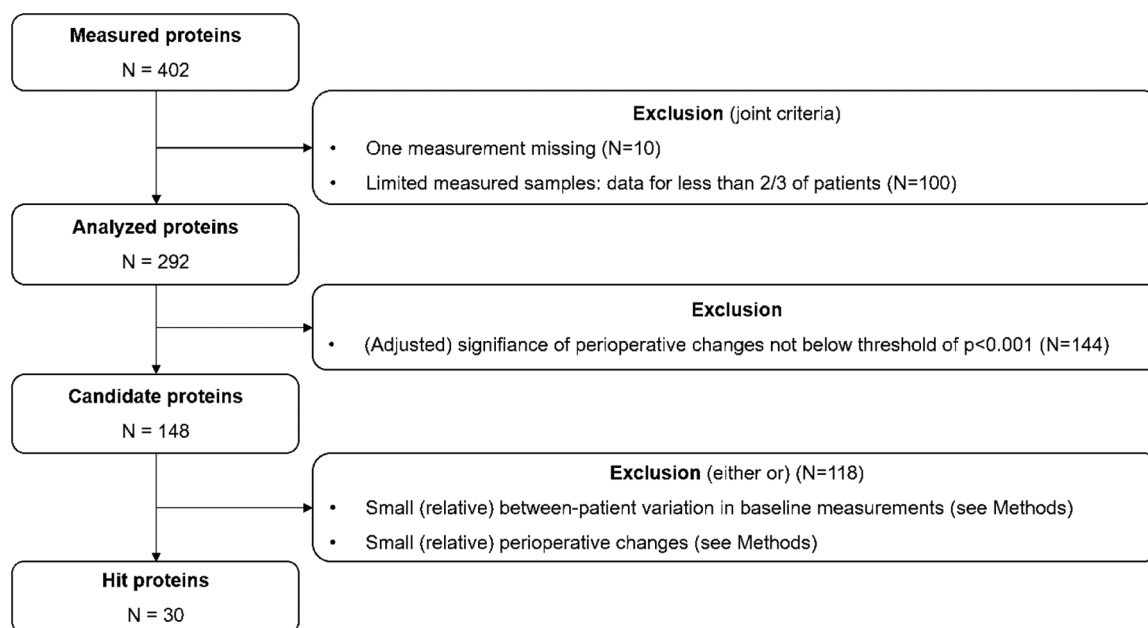 Measured proteins
N = 402
Exclusion (joint criteria)
• One measurement missing (N=10)
• Limited measured samples: data for less than 2/3 of patients (N=100)
Analyzed proteins
N = 292
Exclusion
• (Adjusted) signifiance of perioperative changes not below threshold of p<0.001 (N=144)
Candidate proteins
N = 148
Exclusion (either or) (N=118)
• Small (relative) between-patient variation in baseline measurements (see Methods)
• Small (relative) perioperative changes (see Methods)
Hit proteins
N = 30